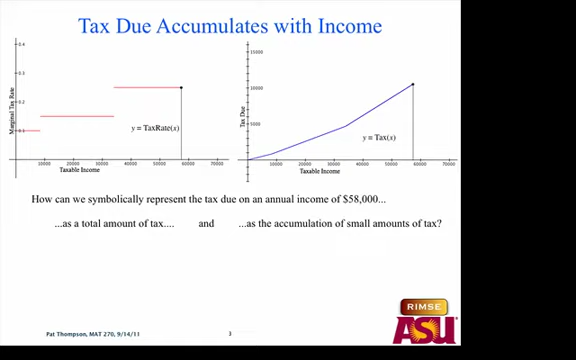 Tax Due Accumulates with Income
0.4
0.3
0.2
0.1
Marginal Tax Rate
y = TaxRate(x)
10000 20000 30000 40000 50000 60000 70000
Taxable Income
15000
10000
5000
Tax Due
y = Tax(x)
10000 20000 30000 40000 50000 60000 70000
Taxable Income
How can we symbolically represent the tax due on an annual income of $58,000...
...as a total amount of tax.... and ...as the accumulation of small amounts of tax?
RIMSE
ASU
Pat Thompson, MAT 270, 9/14/11 3